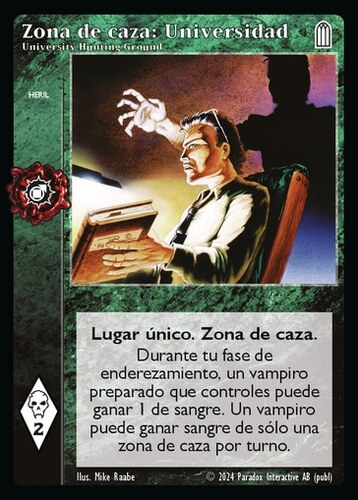 Zona de caza: Universidad
University Hunting Ground
HERIL
Lugar único. Zona de caza.
Durante tu fase de
enderezamiento, un vampiro
preparado que controles puede
ganar 1 de sangre. Un vampiro
puede ganar sangre de sólo una
zona de caza por turno.
2
Ilus. Mike Raabe © 2024 Paradox Interactive AB (publ)